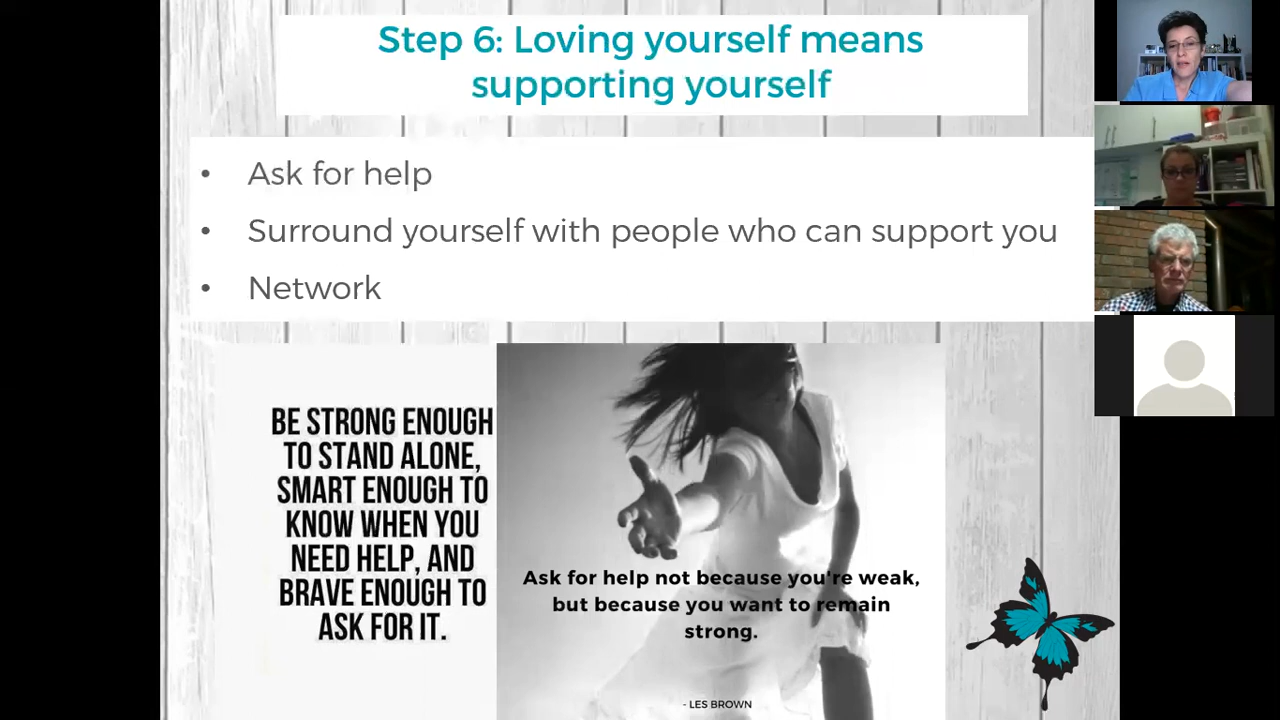 Step 6: Loving yourself means
supporting yourself
• Ask for help
• Surround yourself with people who can support you
• Network
BE STRONG ENOUGH
TO STAND ALONE,
SMART ENOUGH TO
KNOW WHEN YOU
NEED HELP, AND
BRAVE ENOUGH TO
ASK FOR IT.
Ask for help not because you're weak,
but because you want to remain
strong.
- LES BROWN